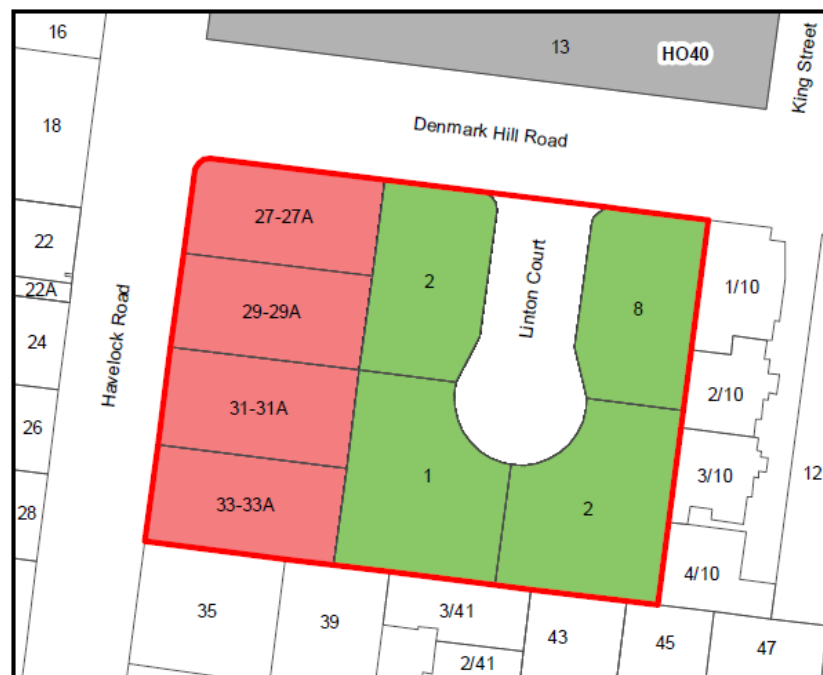 16
13
HO40
King Street
18
Denmark Hill Road
27-27A
22
22A
29-29A
2
Linton Court
8
1/10
24
Havelock Road
31-31A
2/10
26
33-33A
1
2
3/10
12
28
4/10
35
39
3/41
43
45
47
2/41